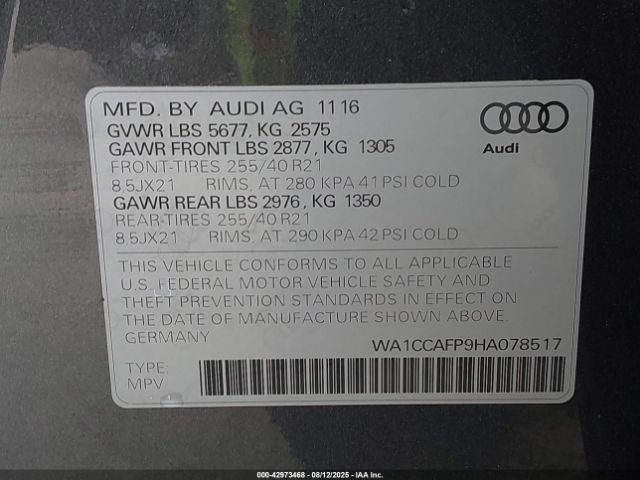 MFD. BY AUDI AG 11 16
GVWR LBS 5677, KG 2575
GAWR FRONT LBS 2877, KG 1305
FRONT-TIRES 255/40 R21
8,5JX21 RIMS, AT 280 KPA 41 PSI COLD
GAWR REAR LBS 2976, KG 1350
REAR-TIRES 255/40 R21
8,5JX21 RIMS, AT 290 KPA 42 PSI COLD
Audi
THIS VEHICLE CONFORMS TO ALL APPLICABLE
U.S. FEDERAL MOTOR VEHICLE SAFETY AND
THEFT PREVENTION STANDARDS IN EFFECT ON
THE DATE OF MANUFACTURE SHOWN ABOVE.
GERMANY
WA1CCAFP9HA078517
TYPE:
MPV
000-42973468 - 08/12/2025 - IAAI, Inc.